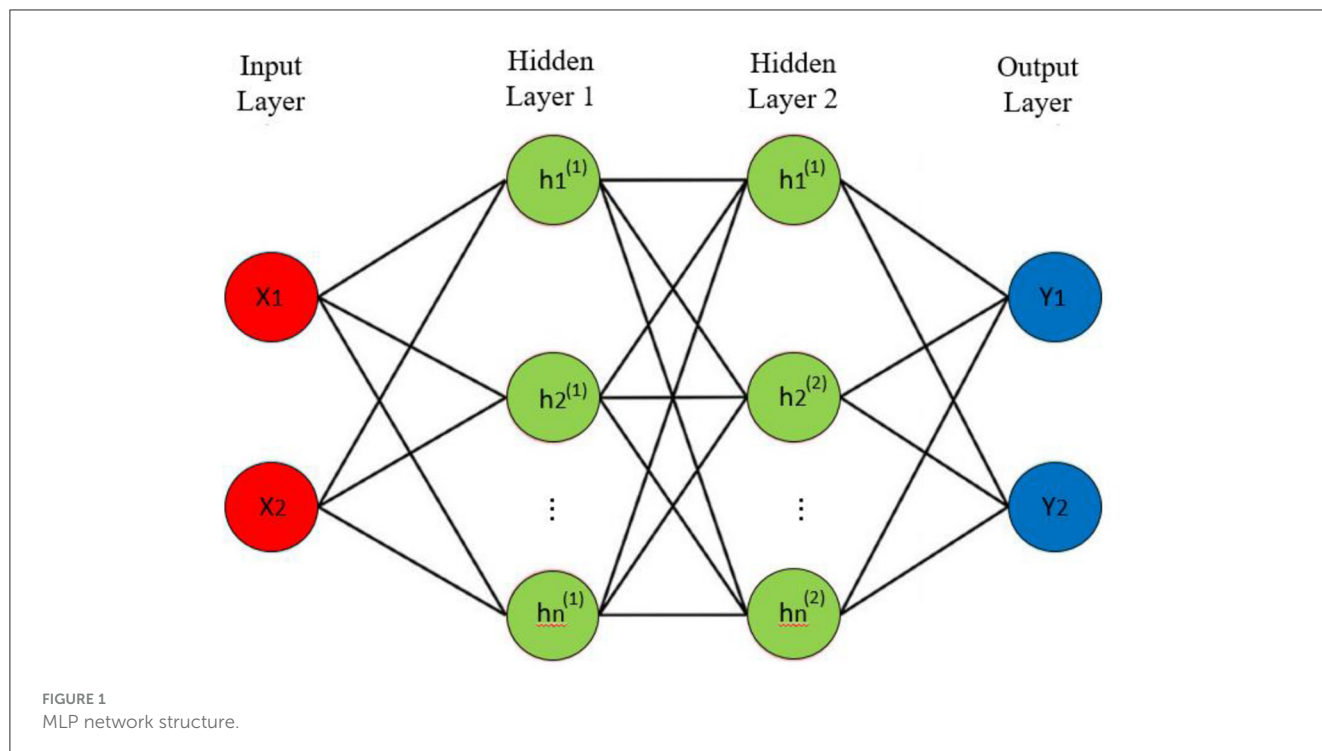 Input
Layer
Hidden
Layer 1
Hidden
Layer 2
Output
Layer
h1(1)
h1(1)
X1
Y1
h2(1)
h2(2)
X2
⋮
⋮
Y2
hn(1)
hn(2)
FIGURE 1
MLP network structure.